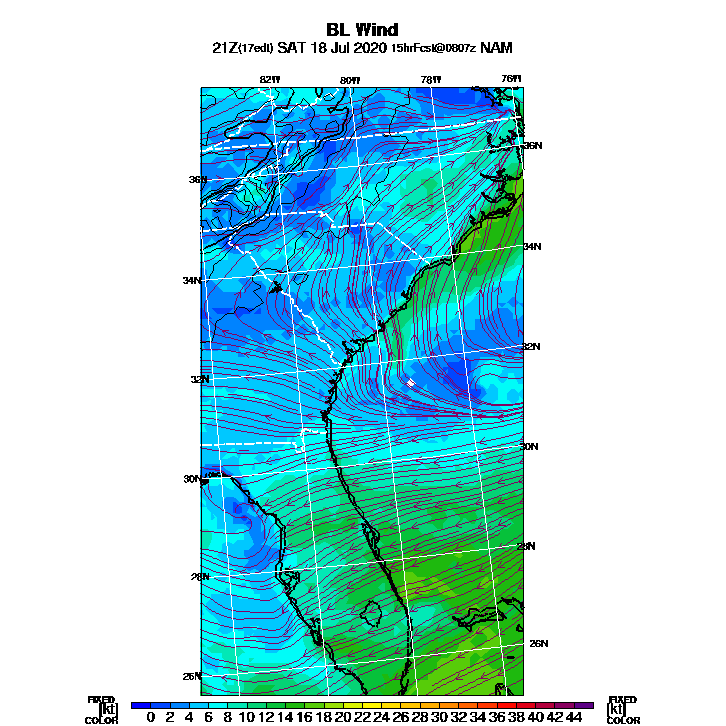 BL Wind
21Z(17edt) SAT 18 Jul 2020 15hrFcst@0807z NAM
82W 80W 78W 76W
36N
36N
34N
34N
32N
32N
30N
30N
28N
28N
26N
26N
FIXED FIXED
[kt] 0 2 4 6 8 10 12 14 16 18 20 22 24 26 28 30 32 34 36 38 40 42 44 [kt]
COLOR COLOR